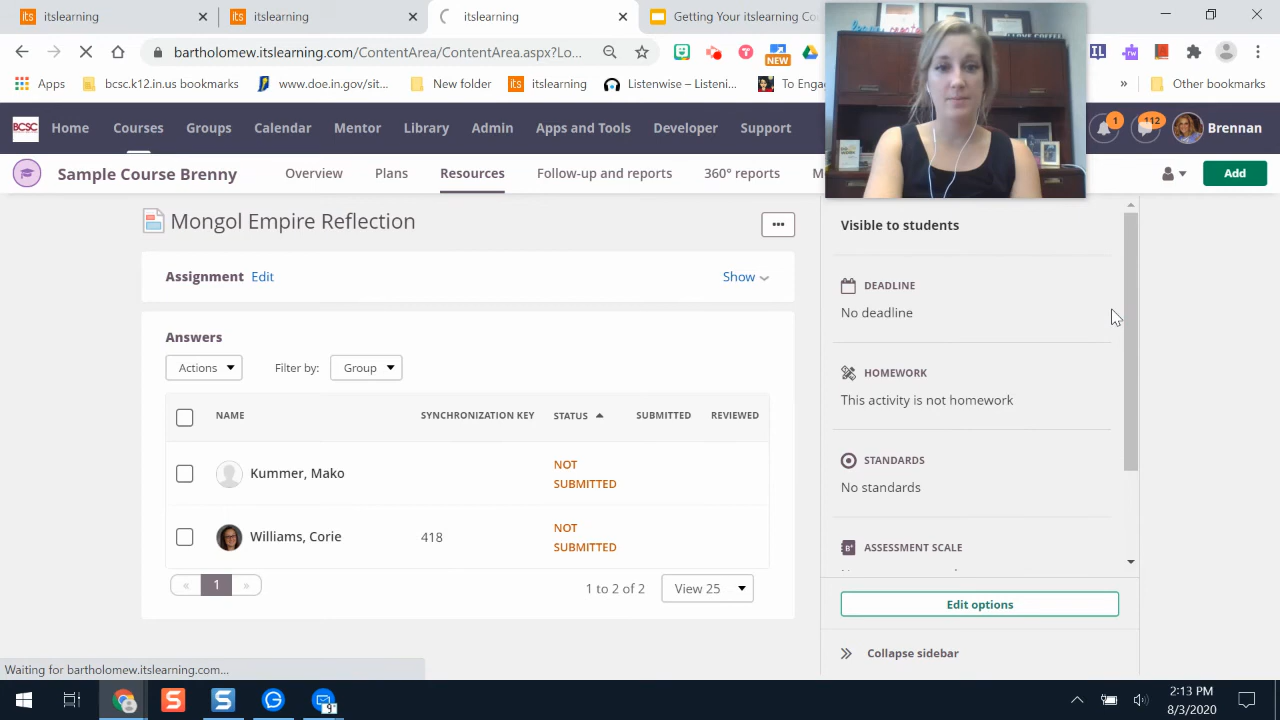 itslearning
itslearning
itslearning
Getting Your itslearning Co
bartholomew.itslearning.com/ContentArea/ContentArea.aspx?Lo...
NEW
IL
rw
Apps
bcsc.k12.in.us bookmarks
www.doe.in.gov/sit...
New folder
itslearning
Listenwise – Listeni...
To Engag
»
Other bookmarks
BCSC
Home
Courses
Groups
Calendar
Mentor
Library
Admin
Apps and Tools
Developer
Support
1
112
Brennan
Sample Course Brenny
Overview
Plans
Resources
Follow-up and reports
360° reports
Add
Mongol Empire Reflection
...
Visible to students
Assignment Edit
Show
DEADLINE
No deadline
Answers
Actions
Filter by:
Group
HOMEWORK
This activity is not homework
NAME
SYNCHRONIZATION KEY
STATUS
SUBMITTED
REVIEWED
STANDARDS
No standards
Kummer, Mako
NOT
SUBMITTED
Williams, Corie
418
NOT
SUBMITTED
ASSESSMENT SCALE
« 1 »
1 to 2 of 2
View 25
Edit options
Collapse sidebar
Waiting for bartholomew.itslearning.com...
2:13 PM
8/3/2020